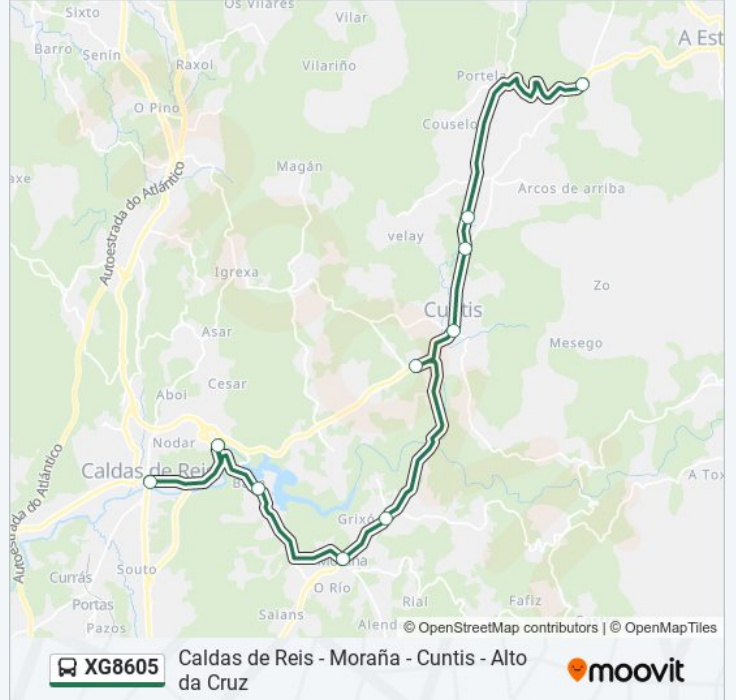 Os Vilares
Sixto
Vilar
Barro
Senín
A Est
Raxol
Vilariño
Portela
O Pino
Couselo
Magán
axe
Arcos de arriba
Autoestrada do Atlántico
velay
Igrexa
Zo
Cuntis
Asar
Mesego
Cesar
Aboi
Nodar
Caldas de Reis
A Tox
Autoestrada do Atlántico
Grixó
Souto
Currás
O Río
Portas
Rial
Fafiz
Saians
Pazos
Alend
© OpenStreetMap contributors | © OpenMapTiles
XG8605
Caldas de Reis - Moraña - Cuntis - Alto
da Cruz
moovit